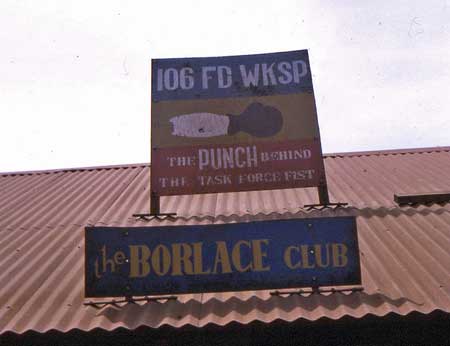 106 FD WKSP
THE PUNCH BEHIND
THE TASK FORCE FIST
the BORLACE CLUB